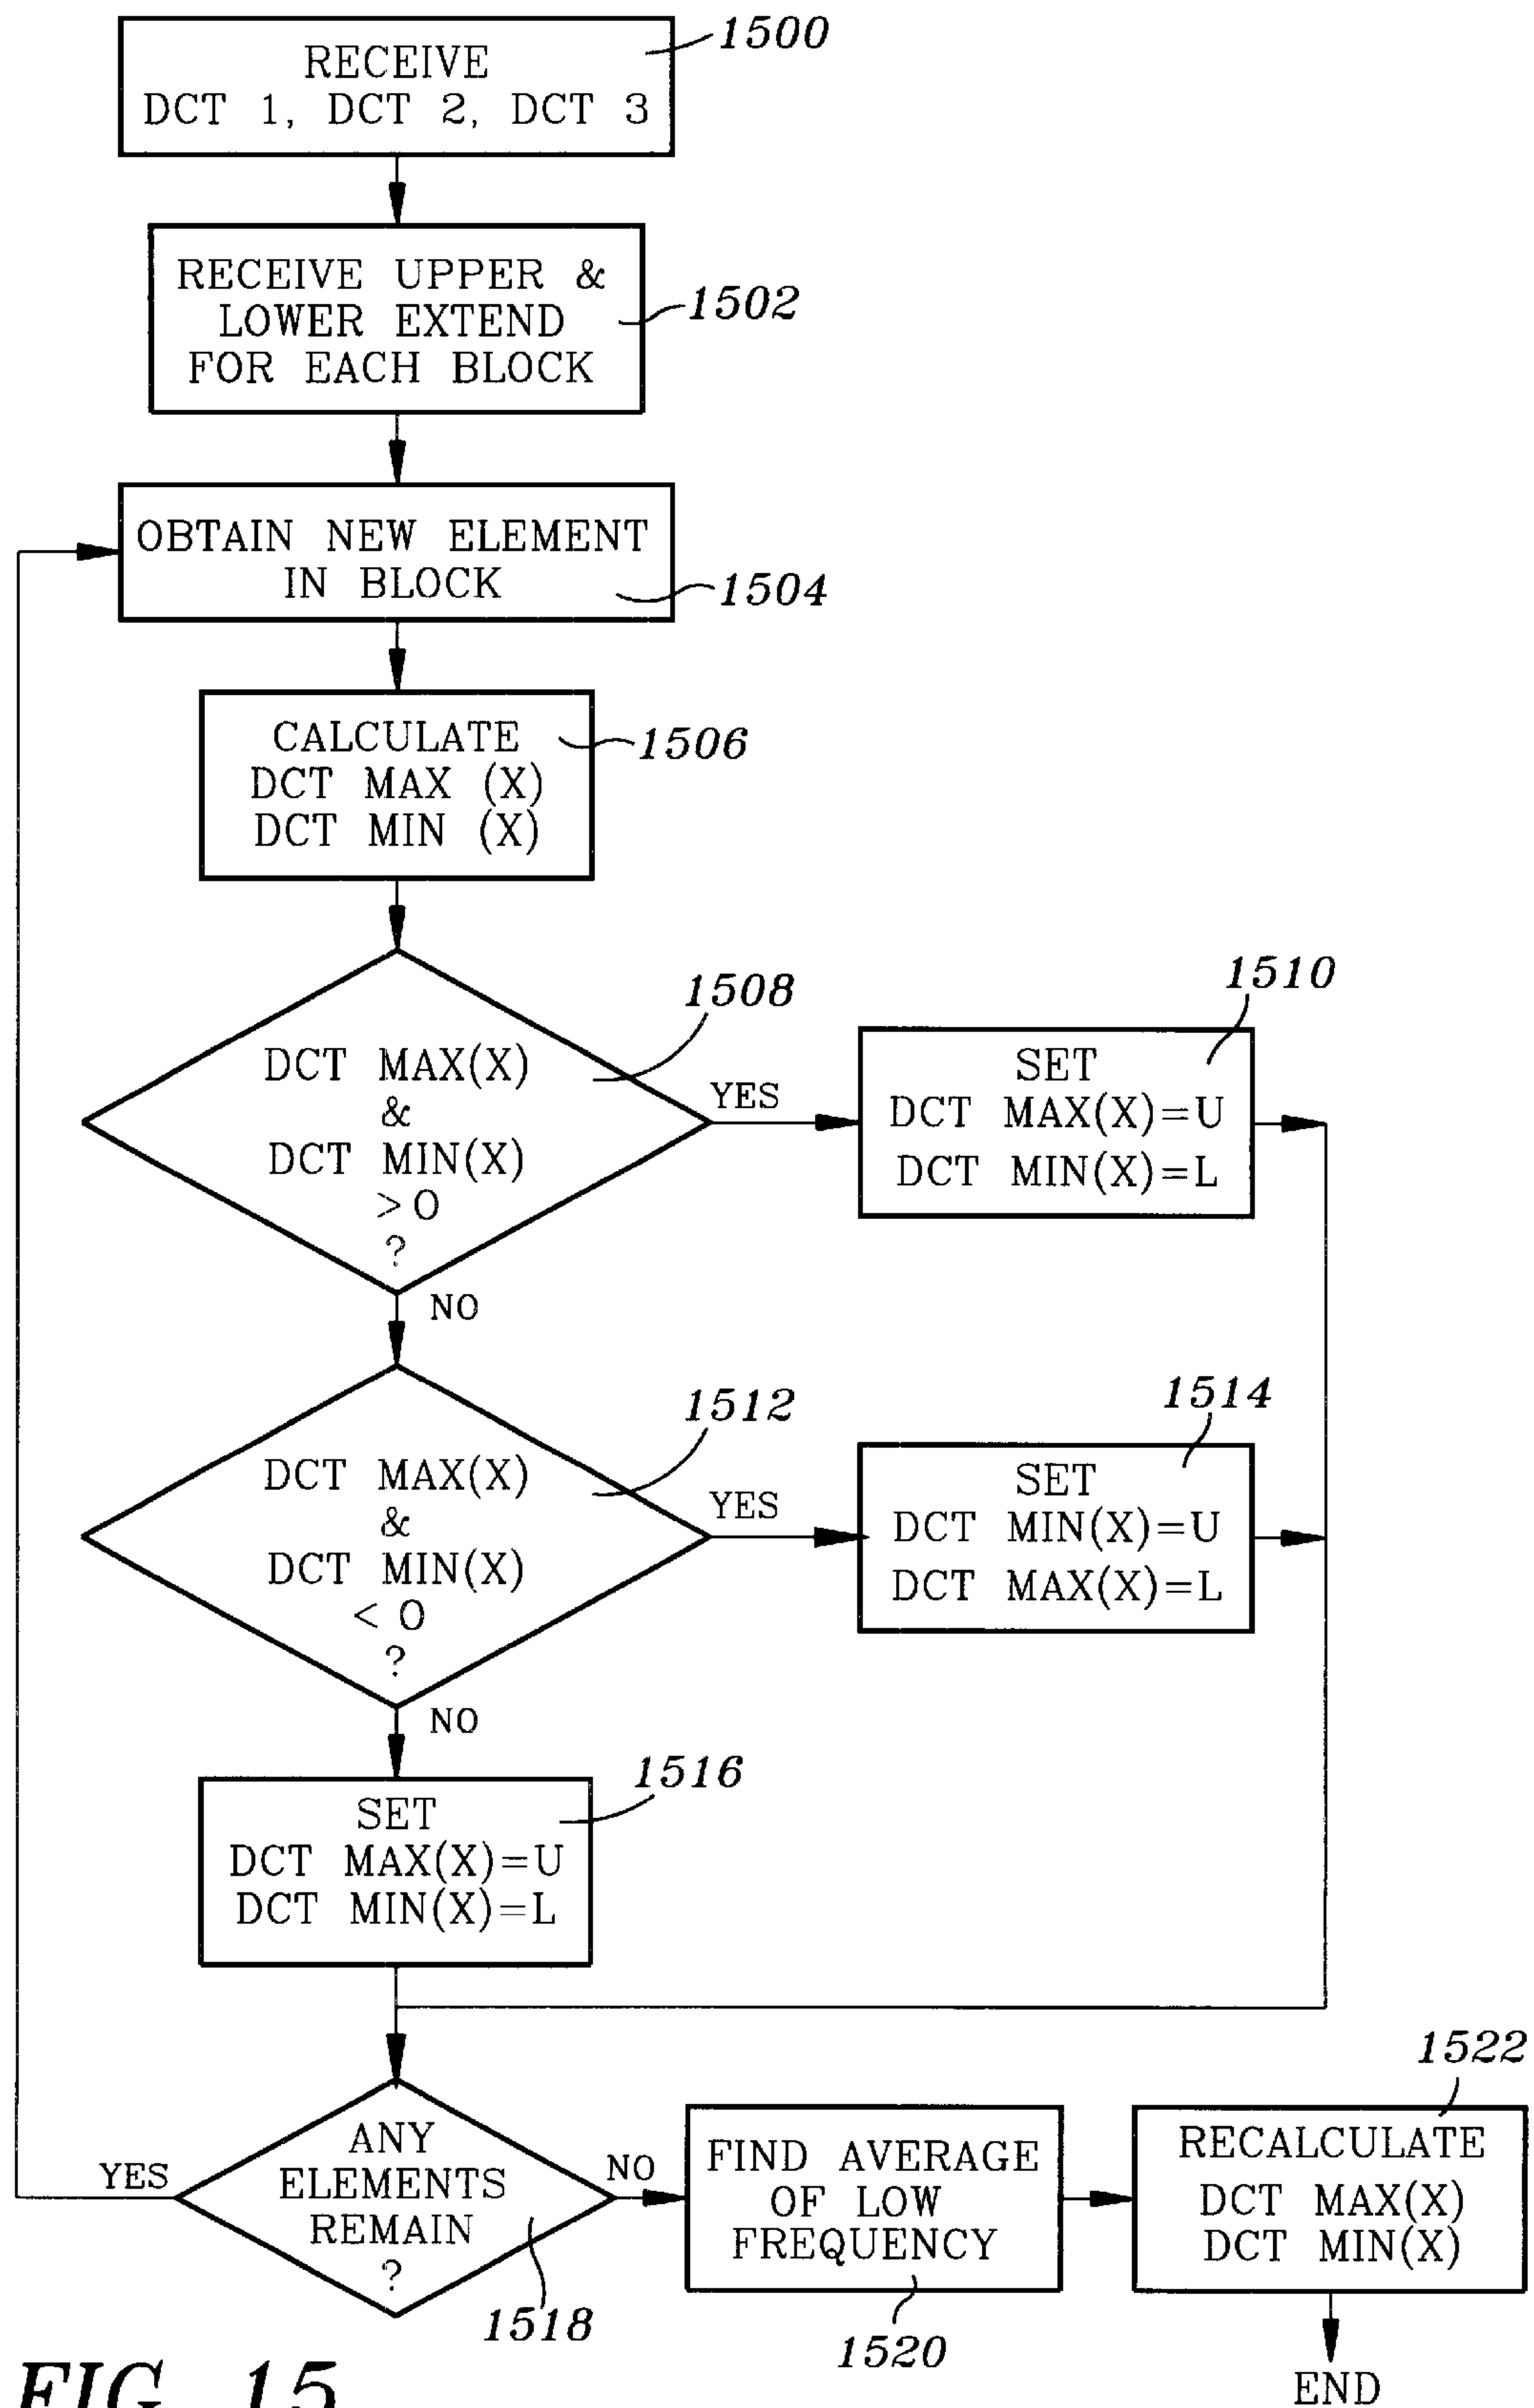 1500
RECEIVE
DCT 1, DCT 2, DCT 3
RECEIVE UPPER &
LOWER EXTEND
FOR EACH BLOCK
1502
OBTAIN NEW ELEMENT
IN BLOCK
1504
CALCULATE
DCT MAX (X)
DCT MIN (X)
1506
1508
DCT MAX(X)
&
DCT MIN(X)
>0
?
YES
NO
1510
SET
DCT MAX(X)=U
DCT MIN(X)=L
1512
DCT MAX(X)
&
DCT MIN(X)
< 0
?
YES
NO
1514
SET
DCT MIN(X)=U
DCT MAX(X)=L
1516
SET
DCT MAX(X)=U
DCT MIN(X)=L
YES
ANY
ELEMENTS
REMAIN
?
NO
1518
FIND AVERAGE
OF LOW
FREQUENCY
1520
1522
RECALCULATE
DCT MAX(X)
DCT MIN(X)
END
FIG. 15